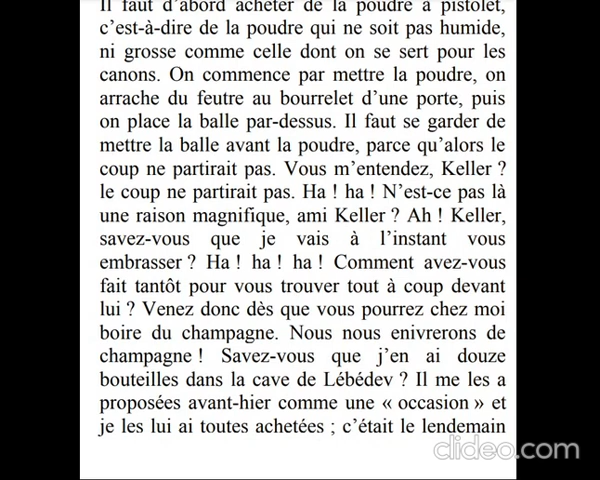 Il faut d’abord acheter de la poudre à pistolet,
c’est-à-dire de la poudre qui ne soit pas humide,
ni grosse comme celle dont on se sert pour les
canons. On commence par mettre la poudre, on
arrache du feutre au bourrelet d’une porte, puis
on place la balle par-dessus. Il faut se garder de
mettre la balle avant la poudre, parce qu’alors le
coup ne partirait pas. Vous m’entendez, Keller ?
le coup ne partirait pas. Ha ! ha ! N’est-ce pas là
une raison magnifique, ami Keller ? Ah ! Keller,
savez-vous que je vais à l’instant vous
embrasser ? Ha ! ha ! ha ! Comment avez-vous
fait tantôt pour vous trouver tout à coup devant
lui ? Venez donc dès que vous pourrez chez moi
boire du champagne. Nous nous enivrerons de
champagne ! Savez-vous que j’en ai douze
bouteilles dans la cave de Lébédev ? Il me les a
proposées avant-hier comme une « occasion » et
je les lui ai toutes achetées ; c’était le lendemain
clideo.com